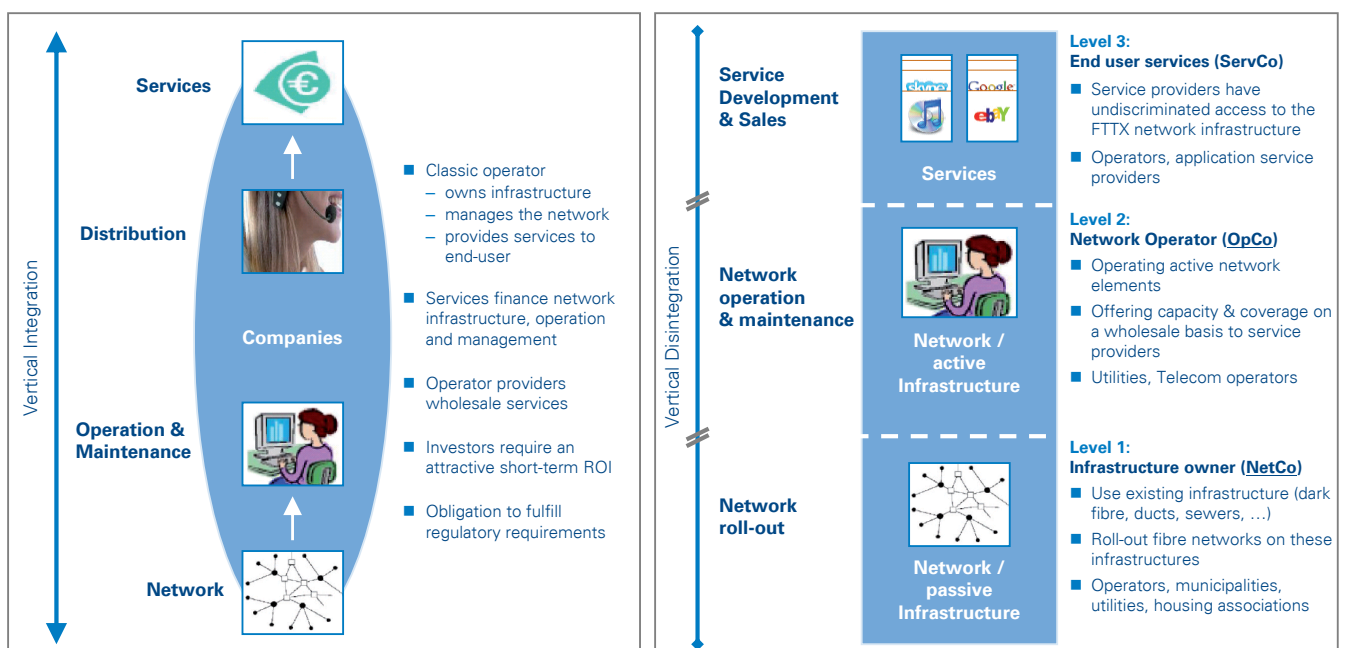 Vertical Integration
Services
€
Distribution
Companies
Operation &
Maintenance
Network
■ Classic operator
– owns infrastructure
– manages the network
– provides services to
end-user
■ Services finance network
infrastructure, operation
and management
■ Operator providers
wholesale services
■ Investors require an
attractive short-term ROI
■ Obligation to fulfill
regulatory requirements
Vertical Disintegration
Service
Development
& Sales
skype
Google
ebay
Services
Level 3:
End user services (ServCo)
■ Service providers have
undiscriminated access to the
FTTX network infrastructure
■ Operators, application service
providers
Network
operation
& maintenance
Network /
active
Infrastructure
Level 2:
Network Operator (OpCo)
■ Operating active network
elements
■ Offering capacity & coverage on
a wholesale basis to service
providers
■ Utilities, Telecom operators
Network
roll-out
Network /
passive
Infrastructure
Level 1:
Infrastructure owner (NetCo)
■ Use existing infrastructure (dark
fibre, ducts, sewers, …)
■ Roll-out fibre networks on these
infrastructures
■ Operators, municipalities,
utilities, housing associations